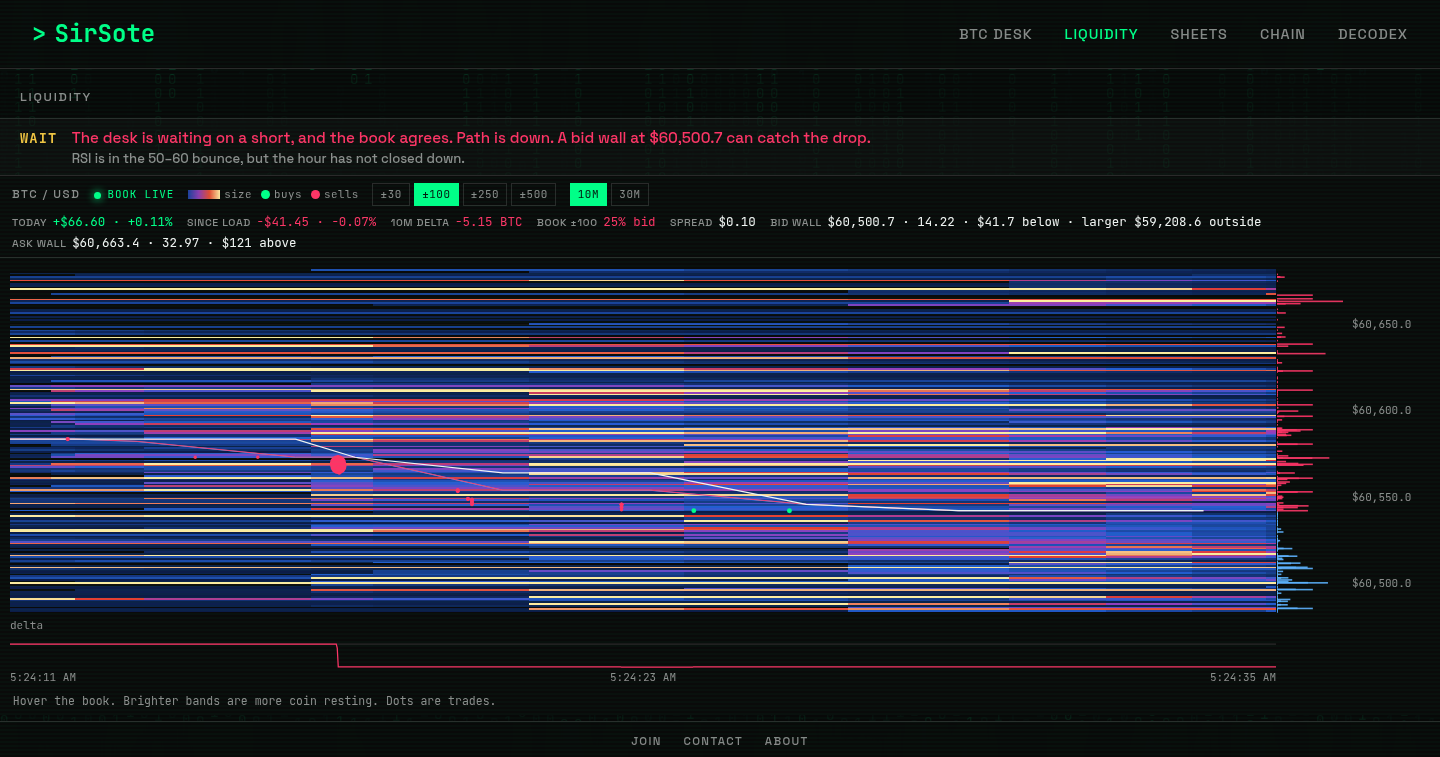 > SirSote
BTC DESK LIQUIDITY SHEETS CHAIN DECODEX
LIQUIDITY
WAIT The desk is waiting on a short, and the book agrees. Path is down. A bid wall at $60,500.7 can catch the drop.
RSI is in the 50–60 bounce, but the hour has not closed down.
BTC / USD BOOK LIVE size buys sells ±30 ±100 ±250 ±500 10M 30M
TODAY +$66.60 · +0.11% SINCE LOAD -$41.45 · -0.07% 10M DELTA -5.15 BTC BOOK ±100 25% bid SPREAD $0.10 BID WALL $60,500.7 · 14.22 · $41.7 below · larger $59,208.6 outside
ASK WALL $60,663.4 · 32.97 · $121 above
$60,650.0
$60,600.0
$60,550.0
$60,500.0
delta
5:24:11 AM 5:24:23 AM 5:24:35 AM
Hover the book. Brighter bands are more coin resting. Dots are trades.
JOIN CONTACT ABOUT